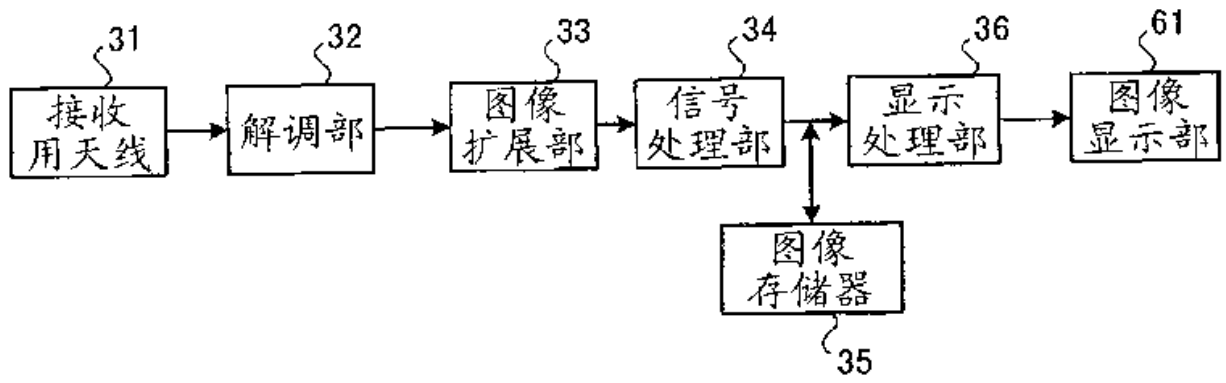 31
接收
用天线
32
解调部
33
图像
扩展部
34
信号
处理部
36
显示
处理部
61
图像
显示部
图像
存储器
35